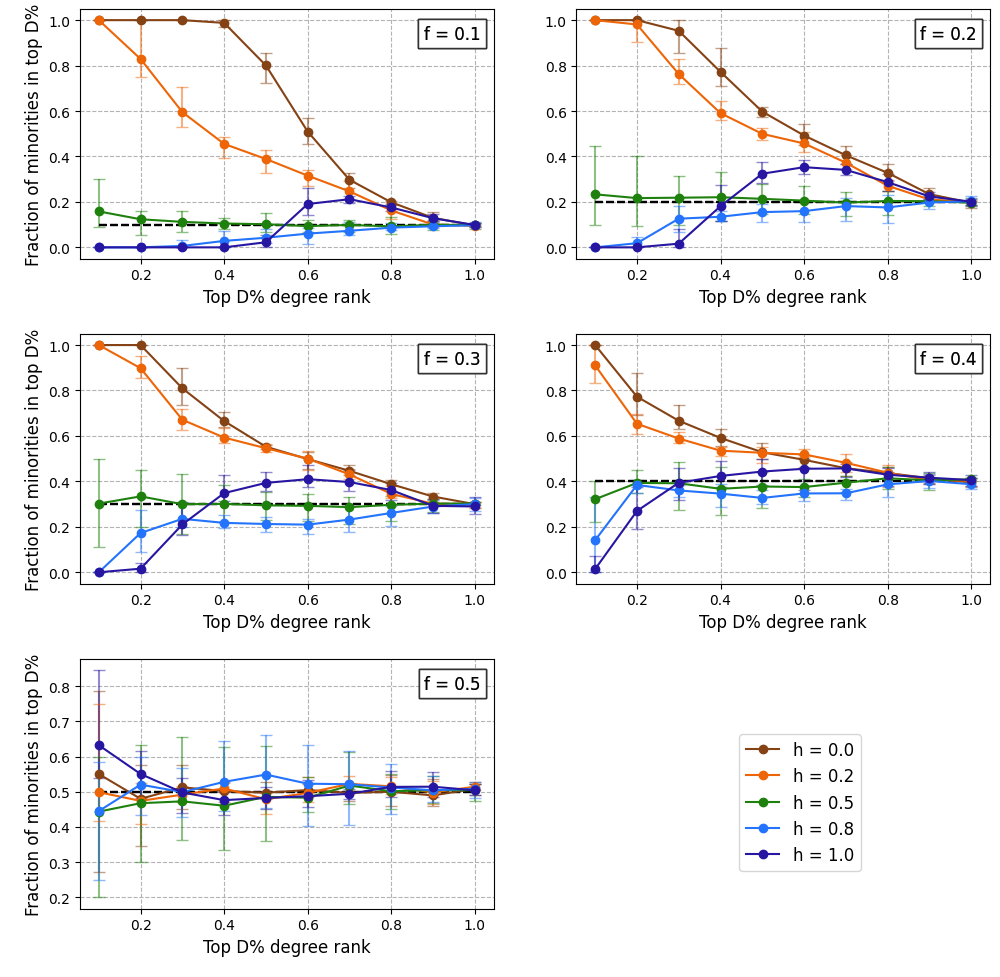 Fraction of minorities in top D%
1.0
0.8
0.6
0.4
0.2
0.0
f = 0.1
0.2 0.4 0.6 0.8 1.0
Top D% degree rank
1.0
0.8
0.6
0.4
0.2
0.0
f = 0.2
0.2 0.4 0.6 0.8 1.0
Top D% degree rank
Fraction of minorities in top D%
1.0
0.8
0.6
0.4
0.2
0.0
f = 0.3
0.2 0.4 0.6 0.8 1.0
Top D% degree rank
1.0
0.8
0.6
0.4
0.2
0.0
f = 0.4
0.2 0.4 0.6 0.8 1.0
Top D% degree rank
Fraction of minorities in top D%
0.8
0.7
0.6
0.5
0.4
0.3
0.2
f = 0.5
0.2 0.4 0.6 0.8 1.0
Top D% degree rank
h = 0.0
h = 0.2
h = 0.5
h = 0.8
h = 1.0